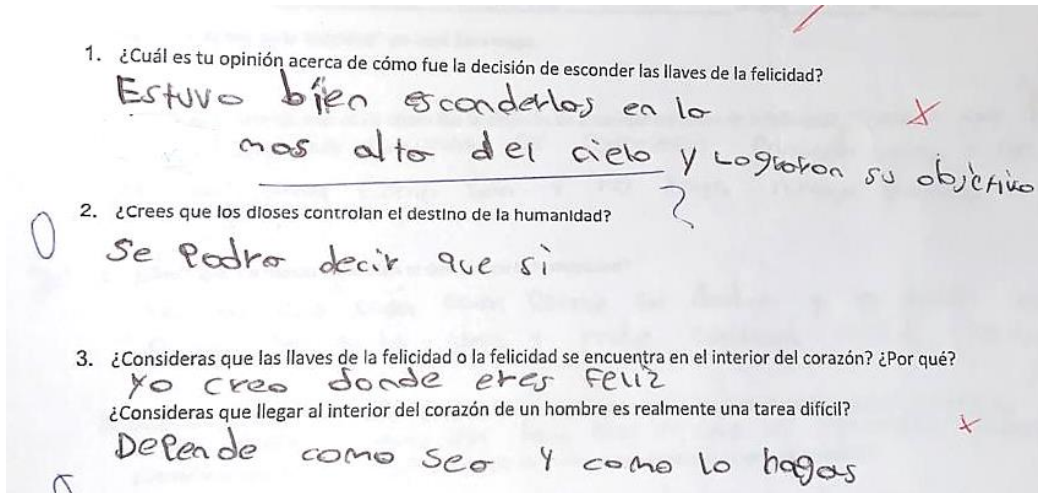 1. ¿Cuál es tu opinión acerca de cómo fue la decisión de esconder las llaves de la felicidad?
Estuvo bien esconderlos en lo
mas alto del cielo y Lograron su objetivo
?
2. ¿Crees que los dioses controlan el destino de la humanidad?
0
Se Podra decir que si
3. ¿Consideras que las llaves de la felicidad o la felicidad se encuentra en el interior del corazón? ¿Por qué?
Yo creo donde eres Feliz
¿Consideras que llegar al interior del corazón de un hombre es realmente una tarea difícil?
Depende como sea Y como lo hagas